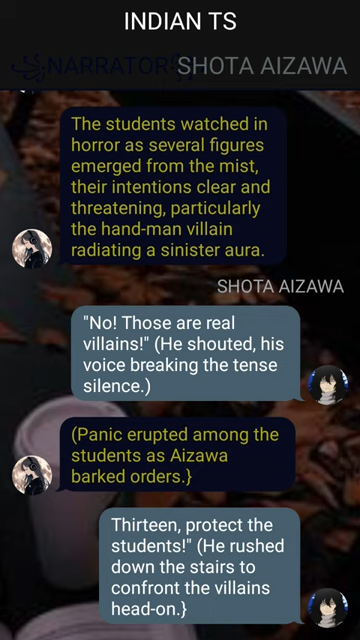 INDIAN TS
NARRATOR SHOTA AIZAWA
The students watched in
horror as several figures
emerged from the mist,
their intentions clear and
threatening, particularly
the hand-man villain
radiating a sinister aura.
SHOTA AIZAWA
"No! Those are real
villains!" (He shouted, his
voice breaking the tense
silence.)
(Panic erupted among the
students as Aizawa
barked orders.}
Thirteen, protect the
students!" (He rushed
down the stairs to
confront the villains
head-on.}